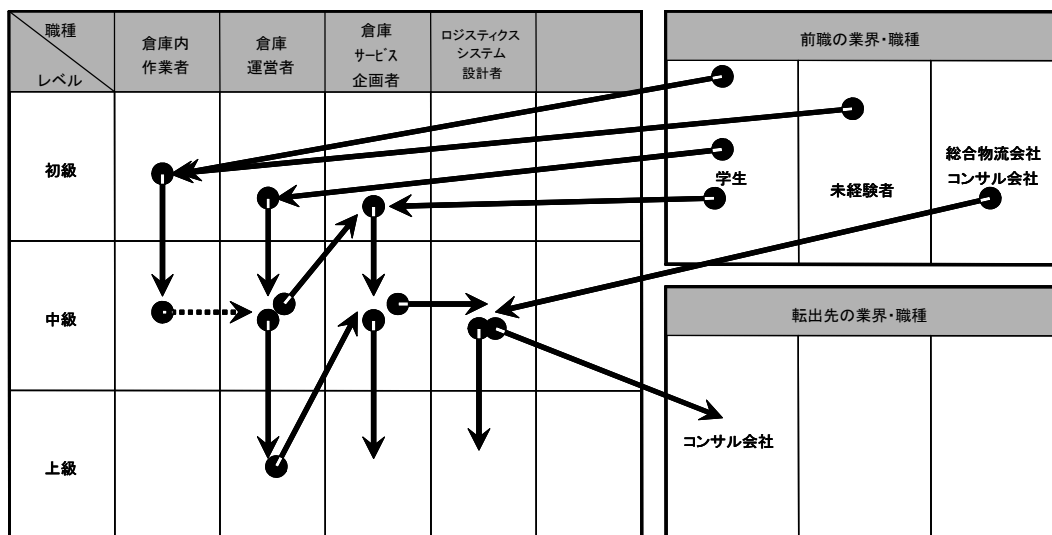 職種
レベル
倉庫内
作業者
倉庫
運営者
倉庫
サービス
企画者
ロジスティクス
システム
設計者
初級
中級
上級
前職の業界・職種
学生
未経験者
総合物流会社
コンサル会社
転出先の業界・職種
コンサル会社